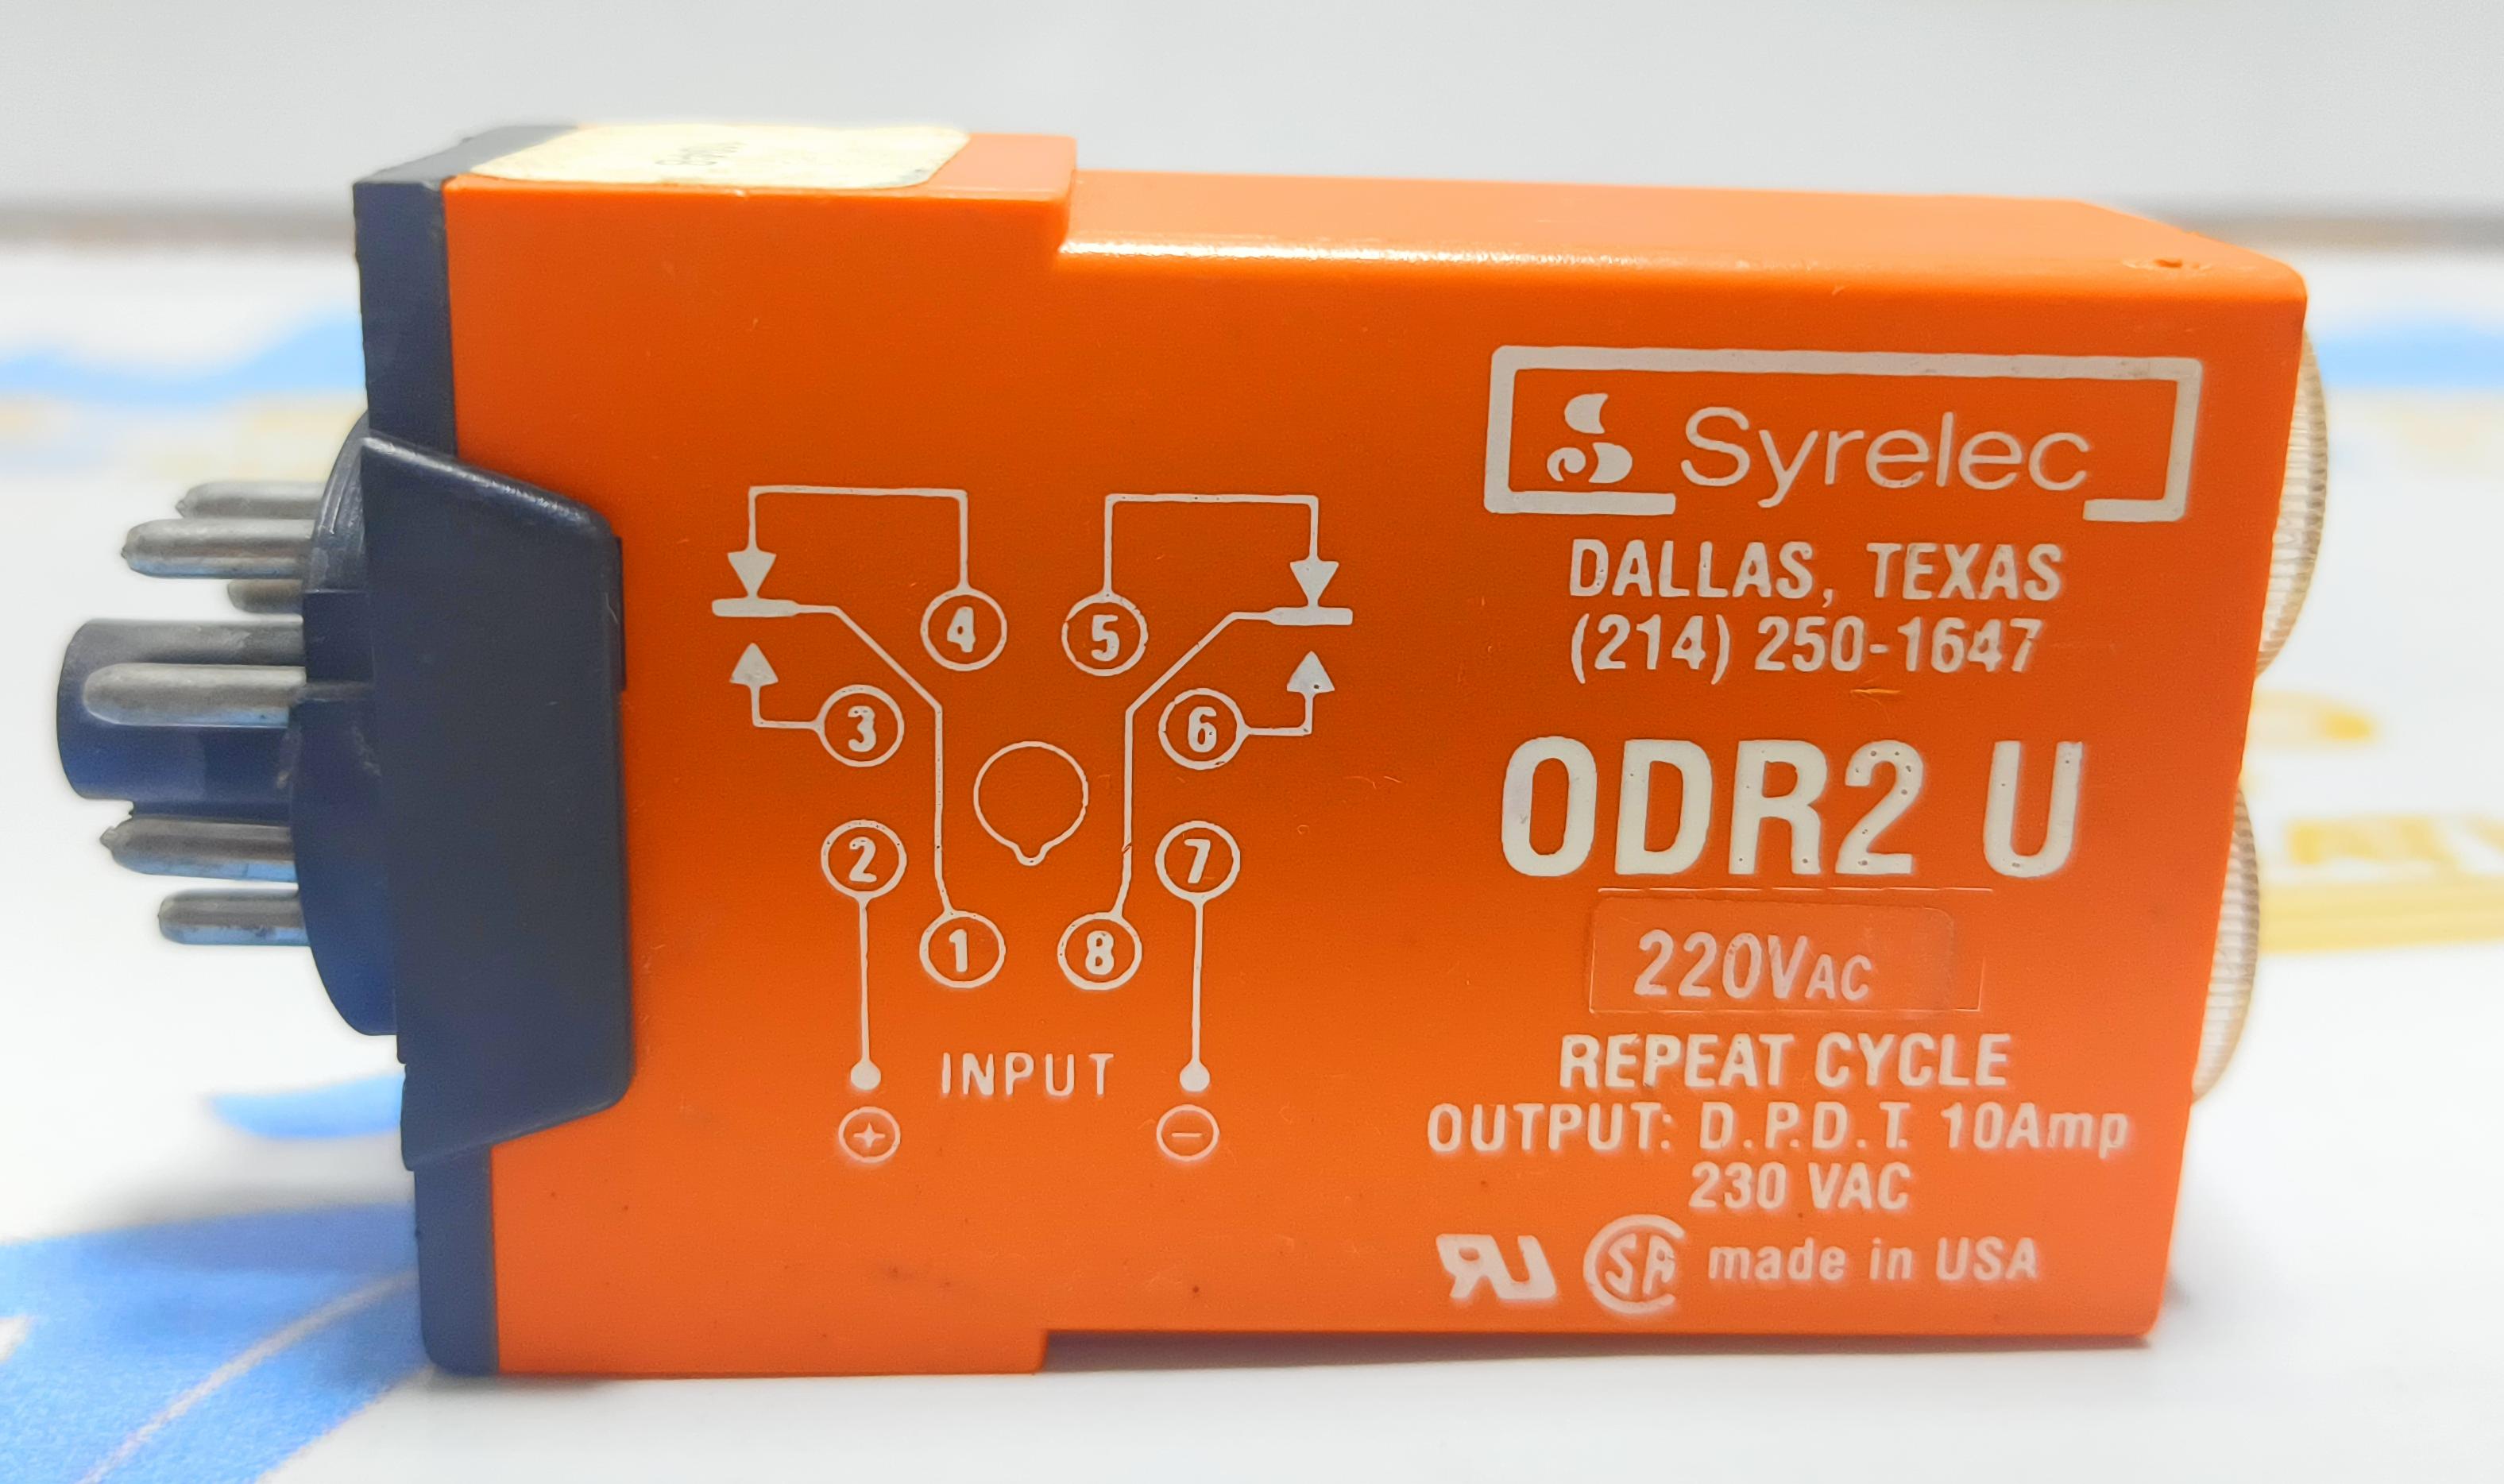 Syrelec
DALLAS, TEXAS
(214) 250-1647
ODR2 U
220VAC
REPEAT CYCLE
OUTPUT: D.P.D.T. 10Amp
230 VAC
made in USA
4 5
3 6
2 7
1 8
INPUT
+ −